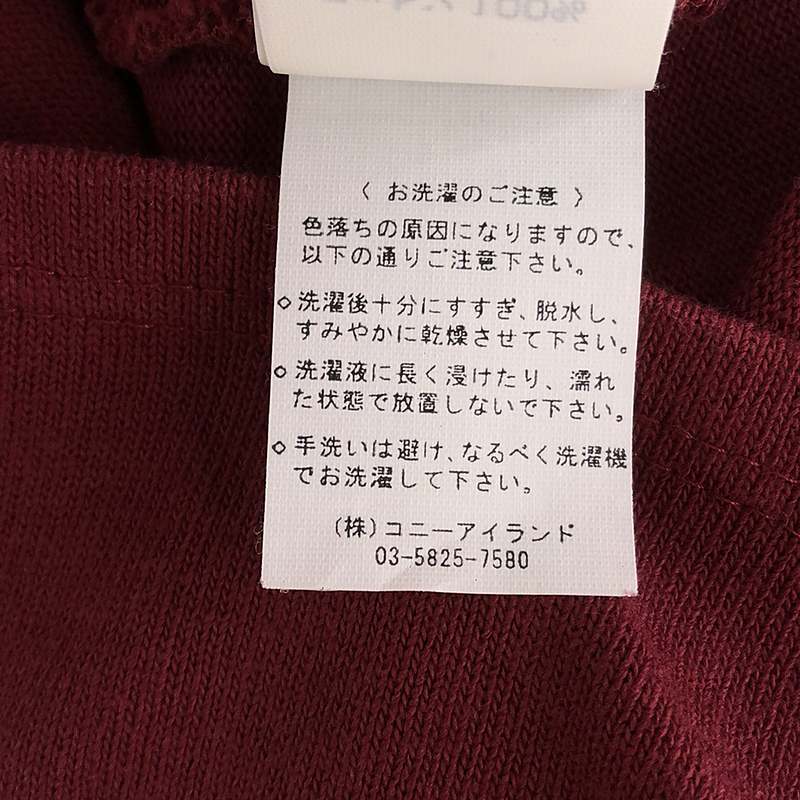 100%
〈 お洗濯のご注意 〉
色落ちの原因になりますので、
以下の通りご注意下さい。
◇洗濯後十分にすすぎ、脱水し、
すみやかに乾燥させて下さい。
◇洗濯液に長く浸けたり、濡れ
た状態で放置しないで下さい。
◇手洗いは避け、なるべく洗濯機
でお洗濯して下さい。
(株)コニーアイランド
03-5825-7580